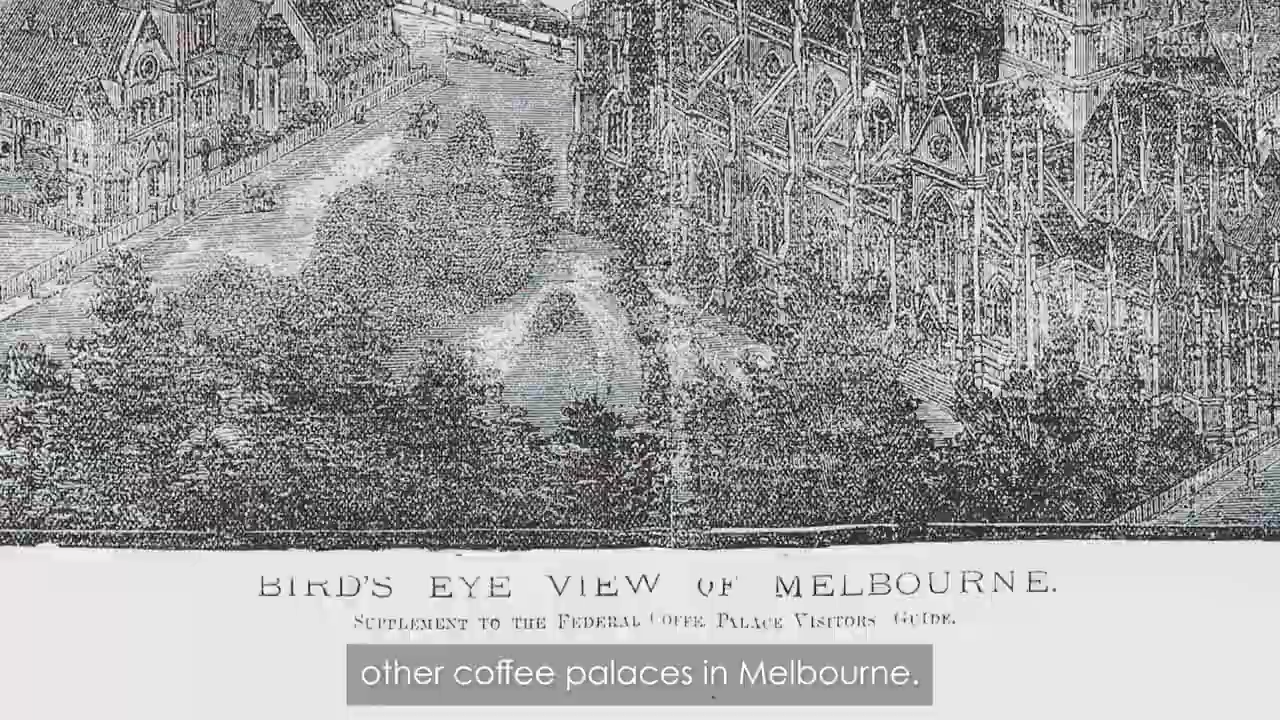 BIRD'S EYE VIEW OF MELBOURNE.
SUPPLEMENT TO THE FEDERAL COFFE PALACE VISITORS GUIDE.
other coffee palaces in Melbourne.